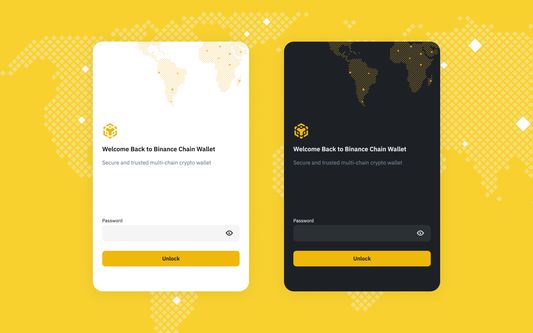 Welcome Back to Binance Chain Wallet
Secure and trusted multi-chain crypto wallet
Password
Unlock
Welcome Back to Binance Chain Wallet
Secure and trusted multi-chain crypto wallet
Password
Unlock